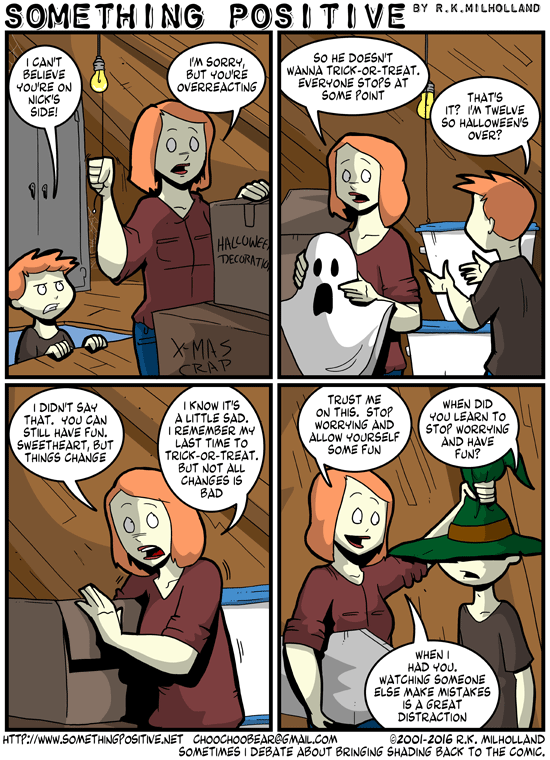 SOMETHING POSITIVE BY R.K.MILHOLLAND
I CAN'T
BELIEVE
YOU'RE ON
NICK'S
SIDE!
I'M SORRY,
BUT YOU'RE
OVERREACTING
HALLOWEE
DECORATIO
X-MAS
CRAP
SO HE DOESN'T
WANNA TRICK-OR-TREAT.
EVERYONE STOPS AT
SOME POINT
THAT'S
IT? I'M TWELVE
SO HALLOWEEN'S
OVER?
I DIDN'T SAY
THAT. YOU CAN
STILL HAVE FUN.
SWEETHEART, BUT
THINGS CHANGE
I KNOW IT'S
A LITTLE SAD.
I REMEMBER MY
LAST TIME TO
TRICK-OR-TREAT.
BUT NOT ALL
CHANGES IS
BAD
TRUST ME
ON THIS. STOP
WORRYING AND
ALLOW YOURSELF
SOME FUN
WHEN DID
YOU LEARN TO
STOP WORRYING
AND HAVE
FUN?
WHEN I
HAD YOU.
WATCHING SOMEONE
ELSE MAKE MISTAKES
IS A GREAT
DISTRACTION
HTTP://WWW.SOMETHINGPOSITIVE.NET CHOOCHOOBEAR@GMAIL.COM ©2001-2016 R.K. MILHOLLAND
SOMETIMES I DEBATE ABOUT BRINGING SHADING BACK TO THE COMIC.